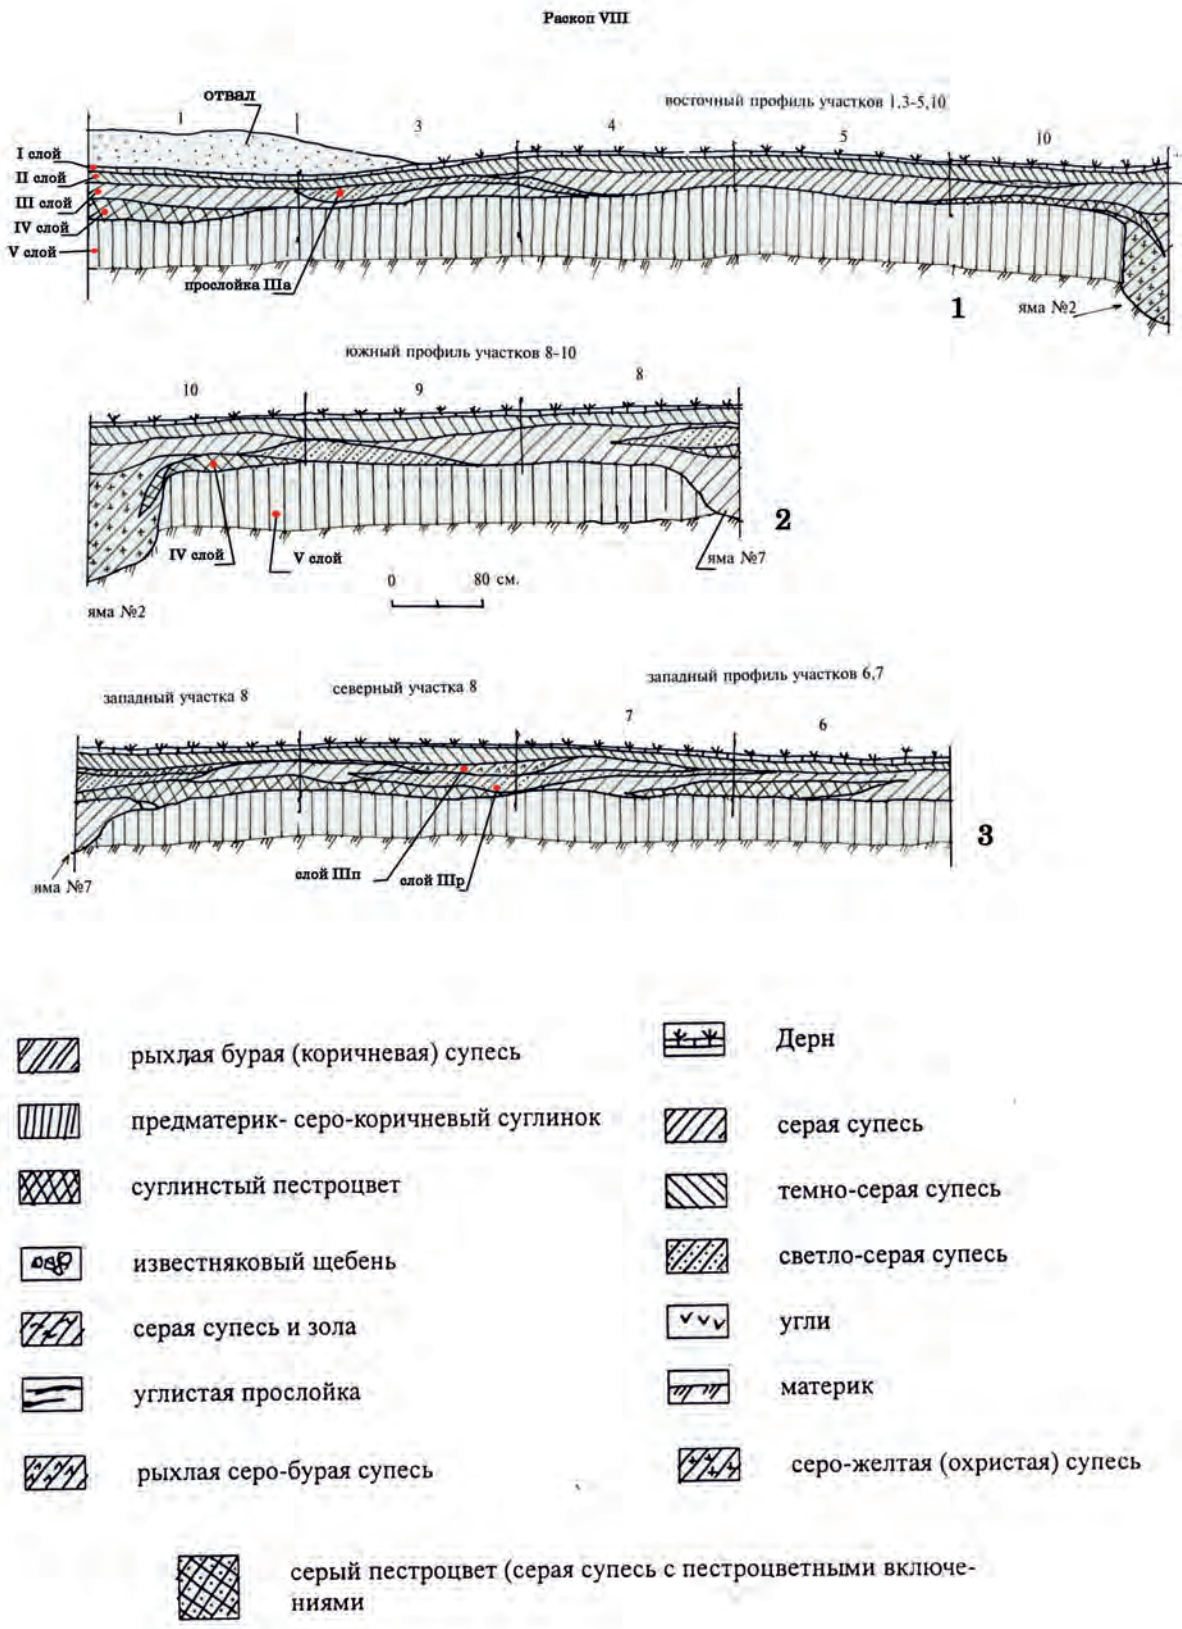 Раскоп VIII
отвал
восточный профиль участков 1,3-5,10
1
1
3
4
5
10
I слой
II слой
III слой
IV слой
V слой
прослойка IIIа
1
яма №2
южный профиль участков 8-10
10
9
8
2
IV слой
V слой
яма №7
0
80 см.
яма №2
западный участка 8
северный участка 8
западный профиль участков 6,7
7
6
3
слой IIIп
слой IIIр
яма №7
рыхлая бурая (коричневая) супесь
Дерн
предматерик- серо-коричневый суглинок
серая супесь
суглинстый пестроцвет
темно-серая супесь
известняковый щебень
светло-серая супесь
серая супесь и зола
угли
углистая прослойка
материк
рыхлая серо-бурая супесь
серо-желтая (охристая) супесь
серый пестроцвет (серая супесь с пестроцветными включе-
ниями